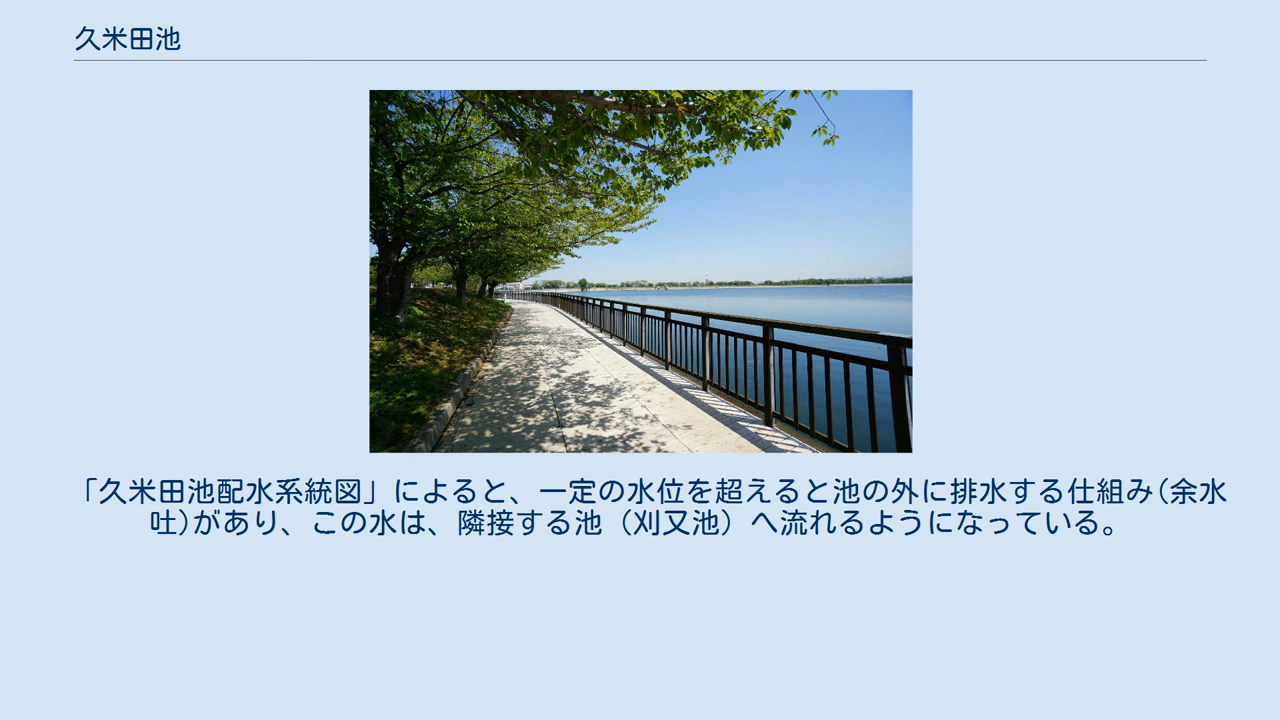 久米田池
「久米田池配水系統図」によると、一定の水位を超えると池の外に排水する仕組み(余水
吐)があり、この水は、隣接する池（刈又池）へ流れるようになっている。